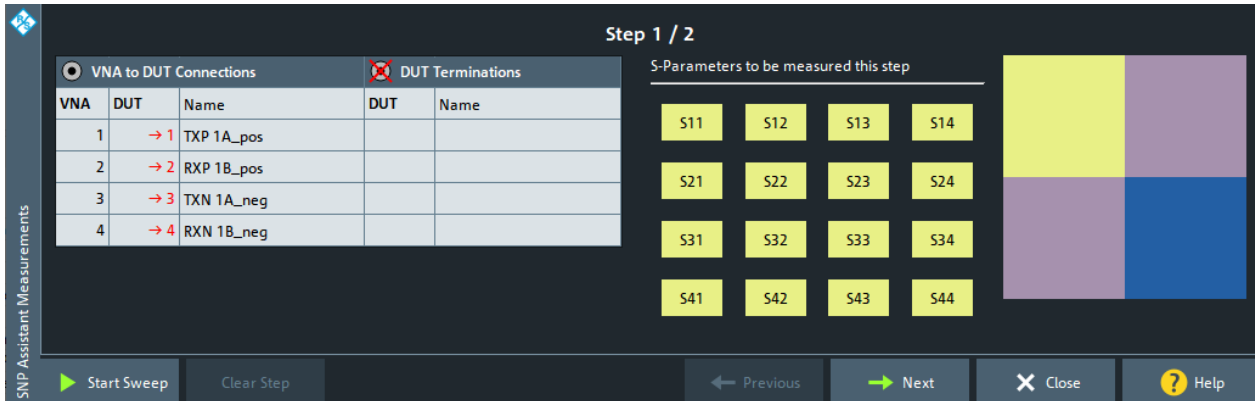 Step 1 / 2
VNA to DUT Connections
DUT Terminations
VNA DUT Name DUT Name
1 → 1 TXP 1A_pos
2 → 2 RXP 1B_pos
3 → 3 TXN 1A_neg
4 → 4 RXN 1B_neg
S-Parameters to be measured this step
S11 S12 S13 S14
S21 S22 S23 S24
S31 S32 S33 S34
S41 S42 S43 S44
SNP Assistant Measurements
Start Sweep Clear Step Previous Next Close Help